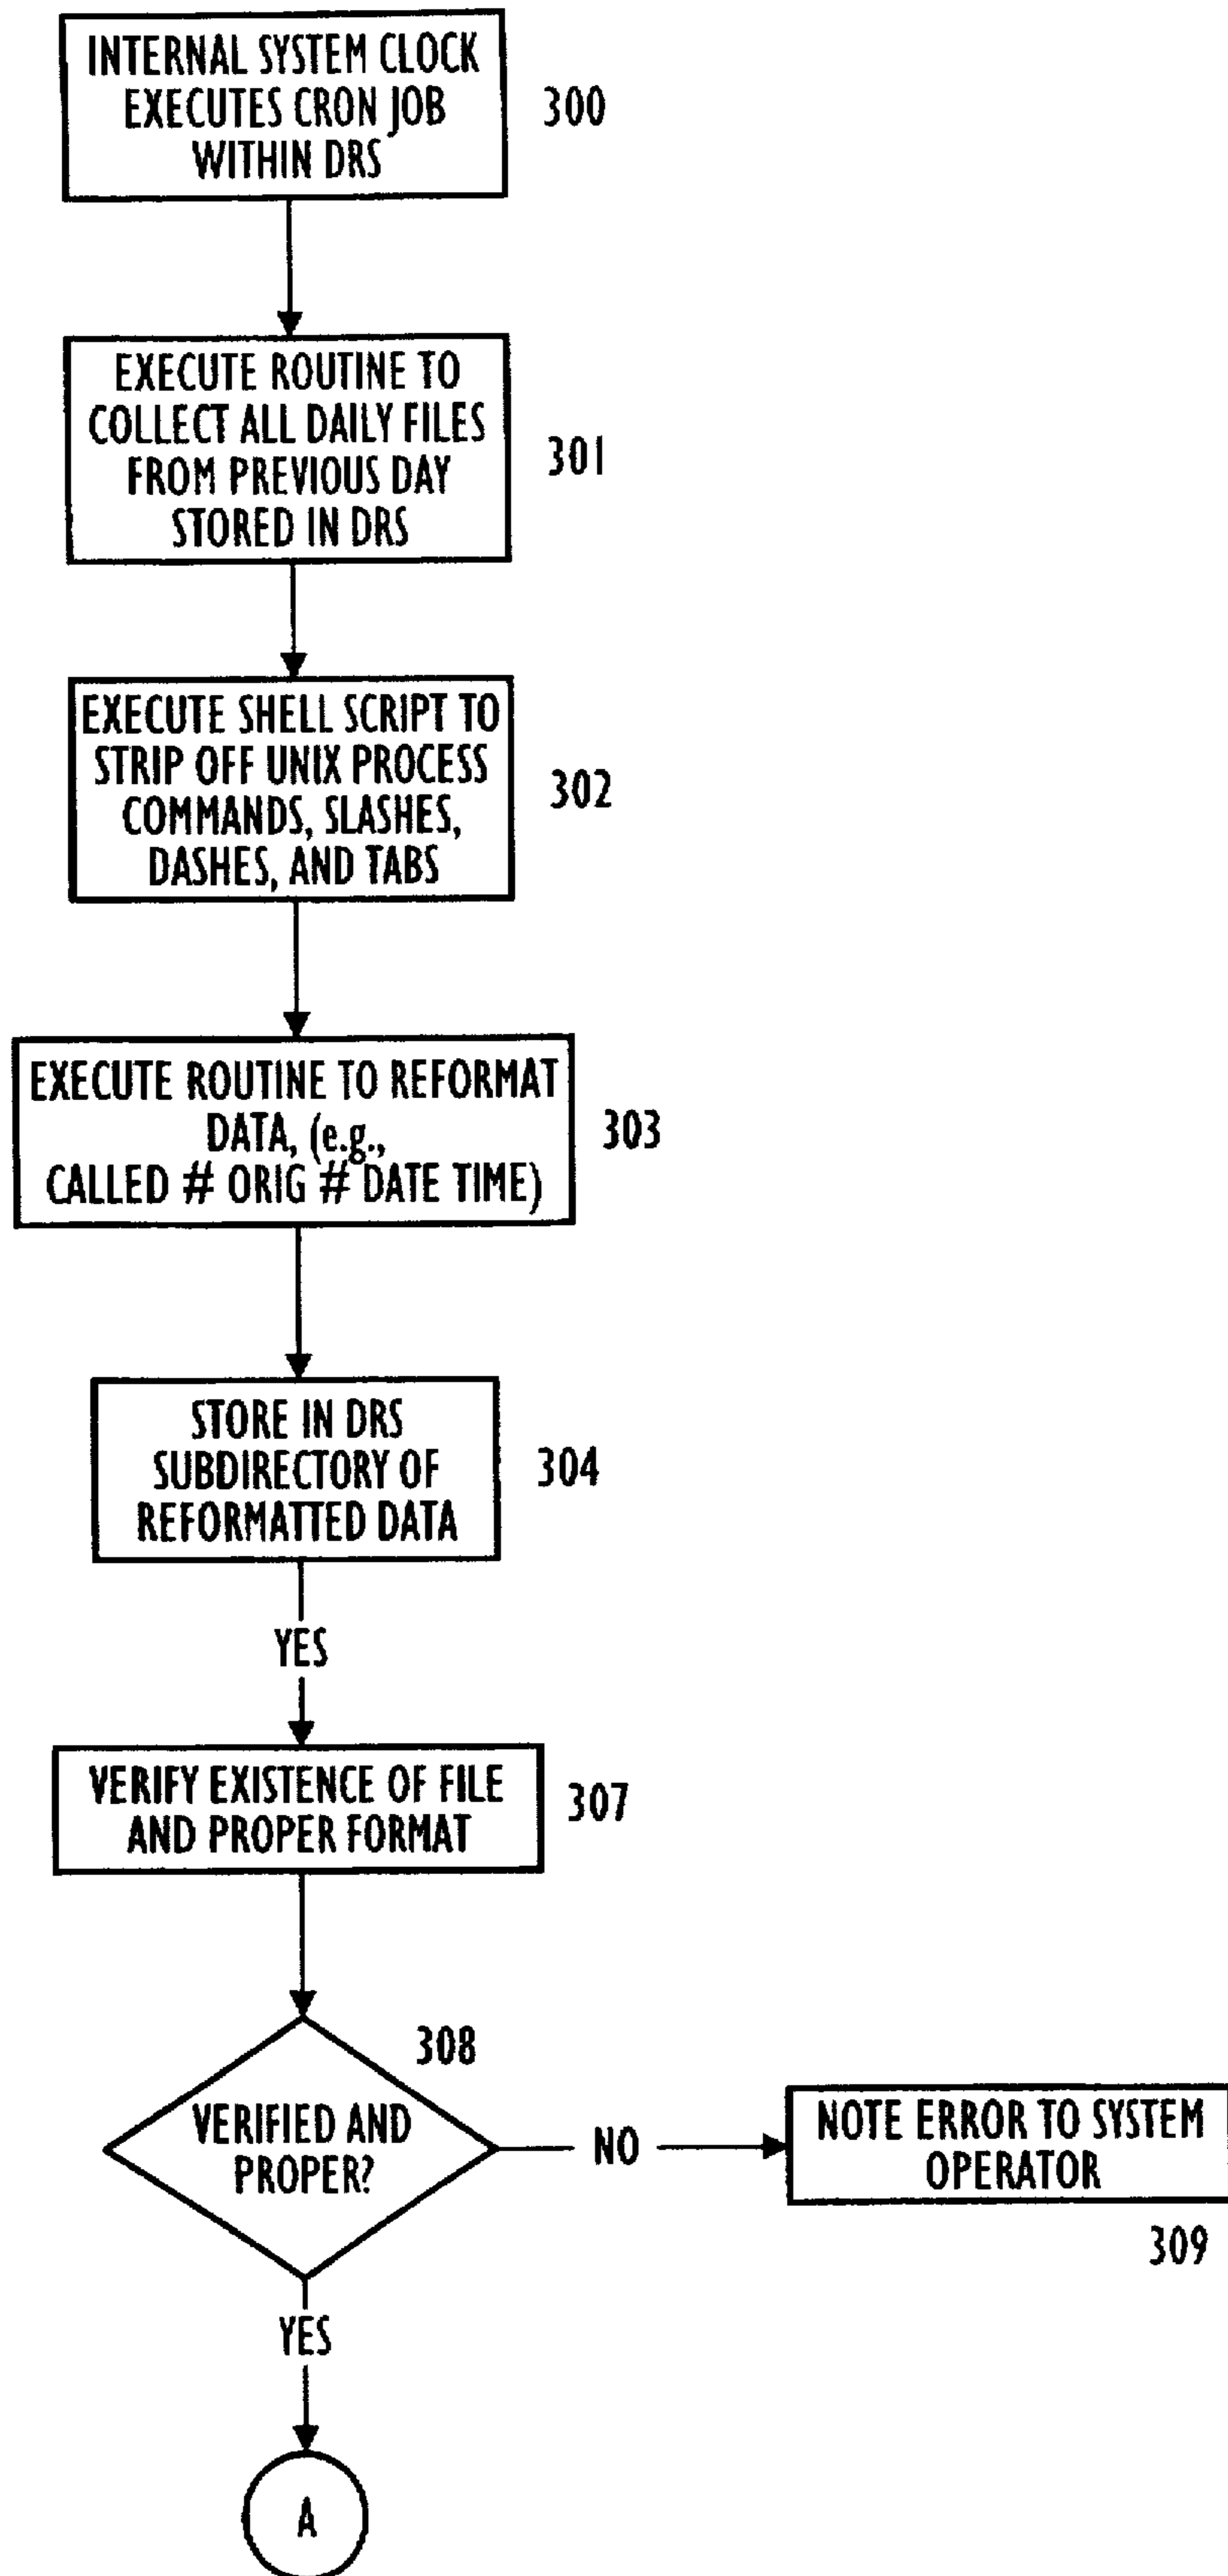 INTERNAL SYSTEM CLOCK
EXECUTES CRON JOB
WITHIN DRS
300
EXECUTE ROUTINE TO
COLLECT ALL DAILY FILES
FROM PREVIOUS DAY
STORED IN DRS
301
EXECUTE SHELL SCRIPT TO
STRIP OFF UNIX PROCESS
COMMANDS, SLASHES,
DASHES, AND TABS
302
EXECUTE ROUTINE TO REFORMAT
DATA, (e.g.,
CALLED # ORIG # DATE TIME)
303
STORE IN DRS
SUBDIRECTORY OF
REFORMATTED DATA
304
YES
VERIFY EXISTENCE OF FILE
AND PROPER FORMAT
307
308
VERIFIED AND
PROPER?
NO
NOTE ERROR TO SYSTEM
OPERATOR
309
YES
A